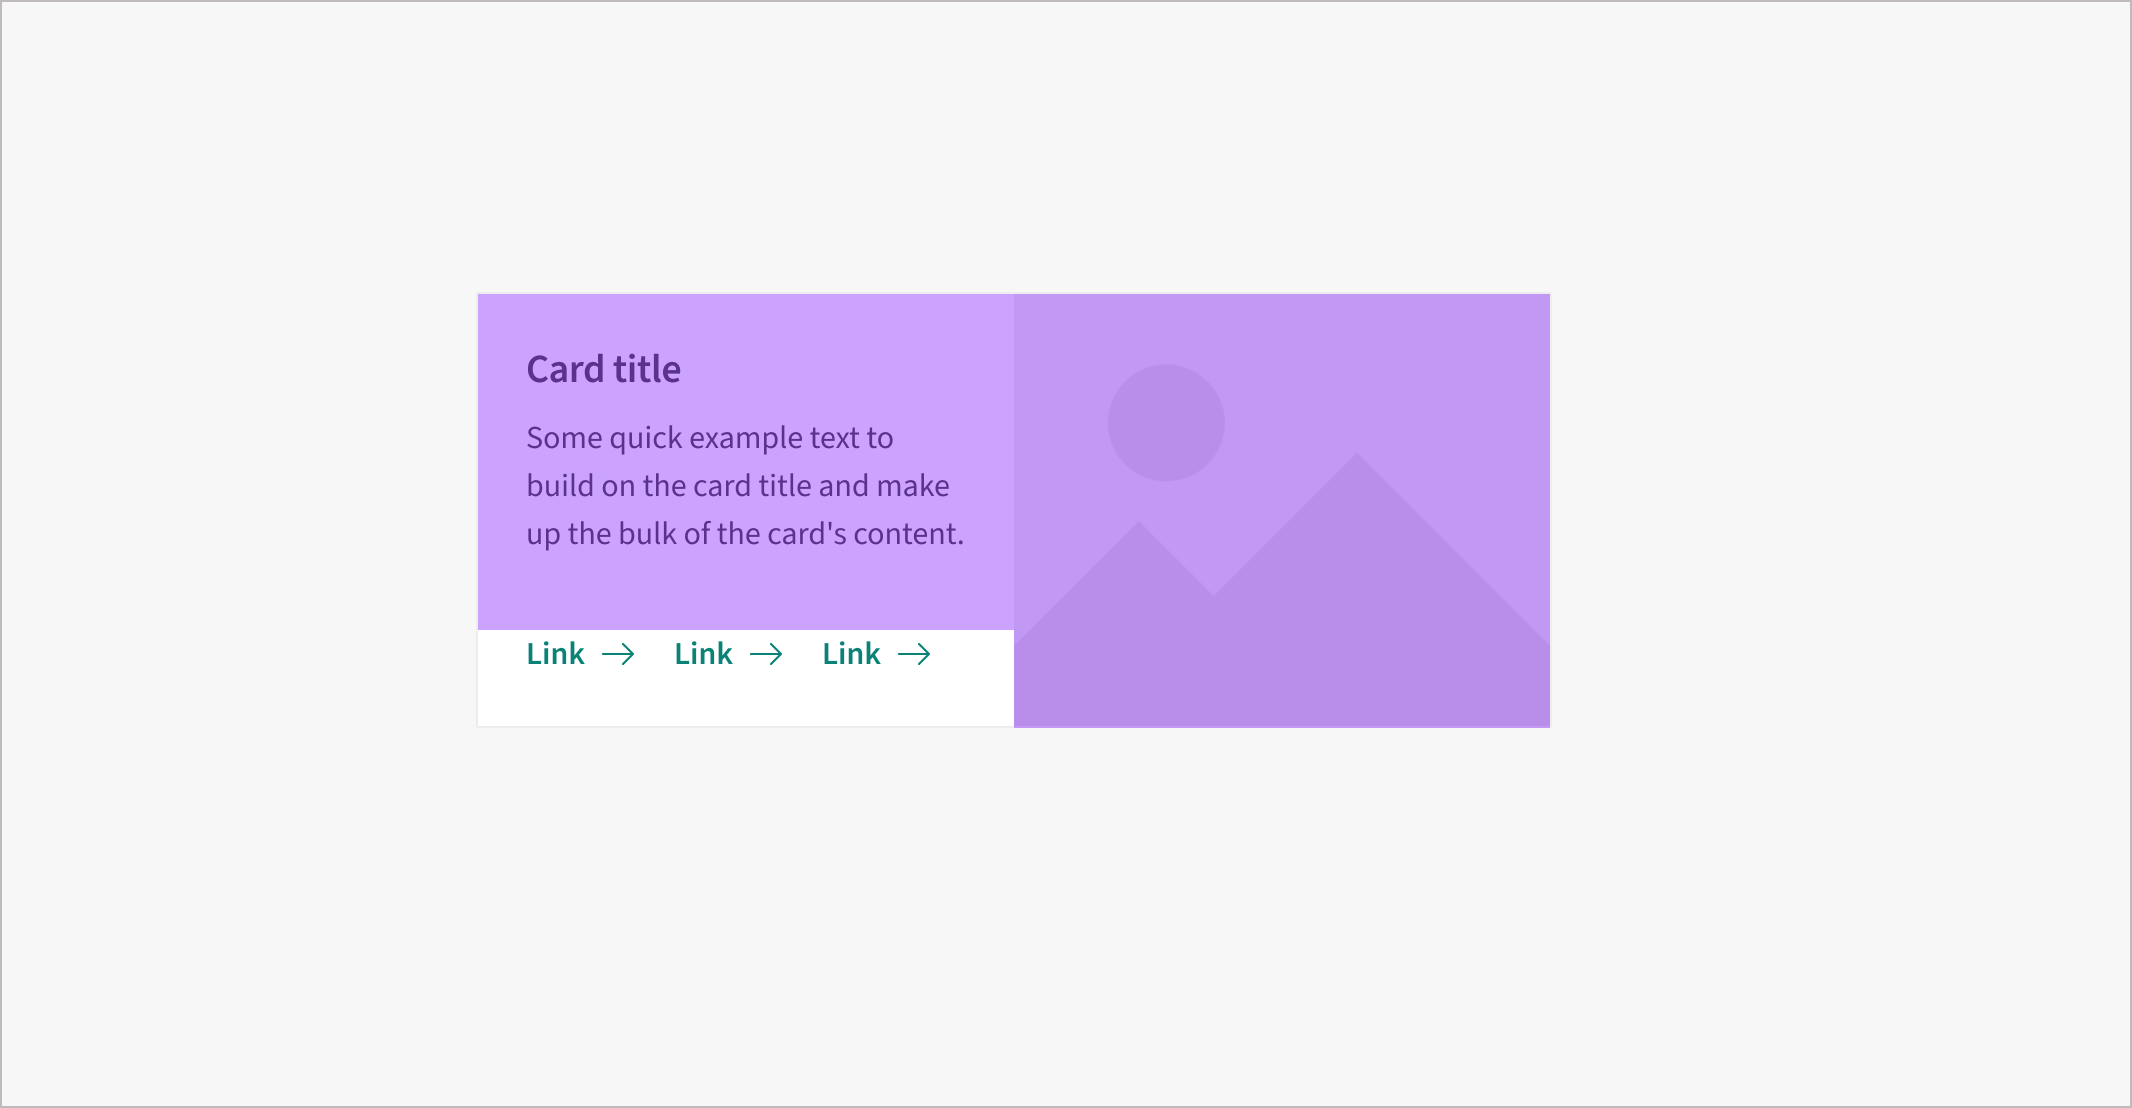 Card title
Some quick example text to
build on the card title and make
up the bulk of the card's content.
Link Link Link